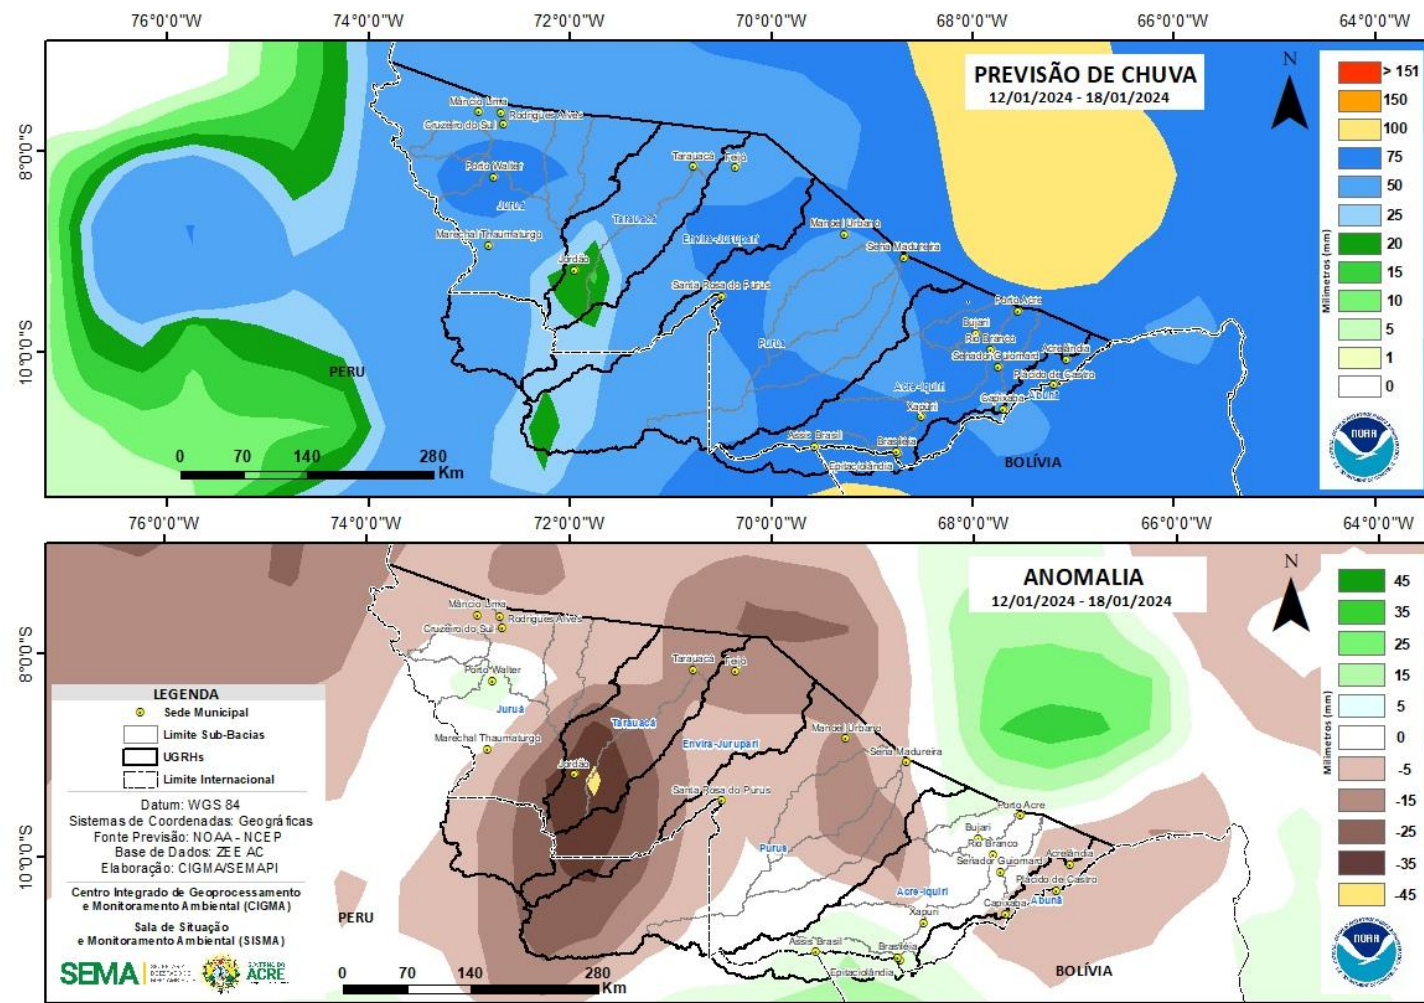 76°0'0"W 74°0'0"W 72°0'0"W 70°0'0"W 68°0'0"W 66°0'0"W 64°0'0"W
PREVISÃO DE CHUVA
12/01/2024 - 18/01/2024
N
> 151
150
100
75
50
25
20
15
10
5
1
0
Milímetros (mm)
NOAA
8°0'0"S
10°0'0"S
Mâncio Lima
Rodrigues Alves
Cruzeiro do Sul
Porto Walter
Juruá
Marechal Thaumaturgo
Tarauacá
Feijó
Tarauacá
Envira-Jurupari
Jordão
Santa Rosa do Purus
Manoel Urbano
Sena Madureira
Purus
Porto Acre
Bujari
Rio Branco
Senador Guiomard
Acrelândia
Plácido de Castro
Acre-Iquiri
Capixaba
Abunã
Xapuri
Assis Brasil
Brasiléia
Epitaciolândia
PERU
BOLÍVIA
0 70 140 280
Km
76°0'0"W 74°0'0"W 72°0'0"W 70°0'0"W 68°0'0"W 66°0'0"W 64°0'0"W
ANOMALIA
12/01/2024 - 18/01/2024
N
45
35
25
15
5
0
-5
-15
-25
-35
-45
Milímetros (mm)
NOAA
8°0'0"S
10°0'0"S
Mâncio Lima
Rodrigues Alves
Cruzeiro do Sul
Porto Walter
Juruá
Marechal Thaumaturgo
Tarauacá
Feijó
Tarauacá
Envira-Jurupari
Jordão
Santa Rosa do Purus
Manoel Urbano
Sena Madureira
Purus
Porto Acre
Bujari
Rio Branco
Senador Guiomard
Acrelândia
Plácido de Castro
Acre-Iquiri
Capixaba
Abunã
Xapuri
Assis Brasil
Brasiléia
Epitaciolândia
PERU
BOLÍVIA
LEGENDA
Sede Municipal
Limite Sub-Bacias
UGRHs
Limite Internacional
Datum: WGS 84
Sistemas de Coordenadas: Geográficas
Fonte Previsão: NOAA - NCEP
Base de Dados: ZEE AC
Elaboração: CIGMA/SEMAPI
Centro Integrado de Geoprocessamento
e Monitoramento Ambiental (CIGMA)
Sala de Situação
e Monitoramento Ambiental (SISMA)
SEMA
ACRE
0 70 140 280
Km